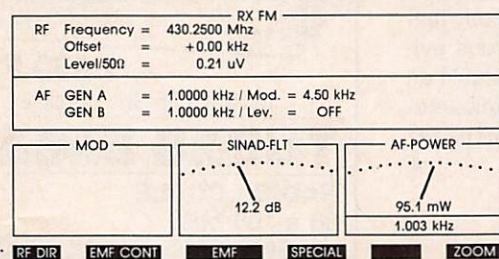 RX FM
RF Frequency = 430.2500 Mhz
Offset = +0.00 kHz
Level/50Ω = 0.21 uV
AF GEN A = 1.0000 kHz / Mod. = 4.50 kHz
GEN B = 1.0000 kHz / Lev. = OFF
MOD SINAD-FLT AF-POWER
12.2 dB 95.1 mW
1.003 kHz
RF DIR EMF CONT EMF SPECIAL ZOOM